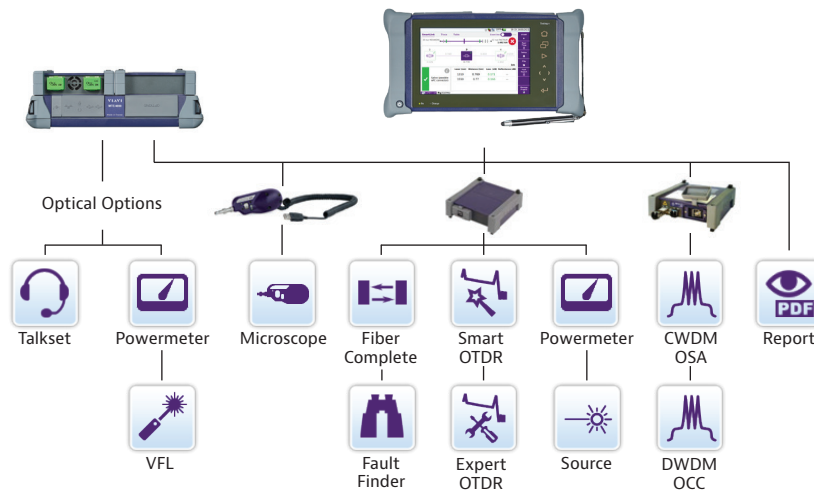 VIAVI
Optical Options
Talkset
Powermeter
Microscope
Fiber
Complete
Smart
OTDR
Powermeter
CWDM
OSA
PDF
Report
VFL
Fault
Finder
Expert
OTDR
Source
DWDM
OCC